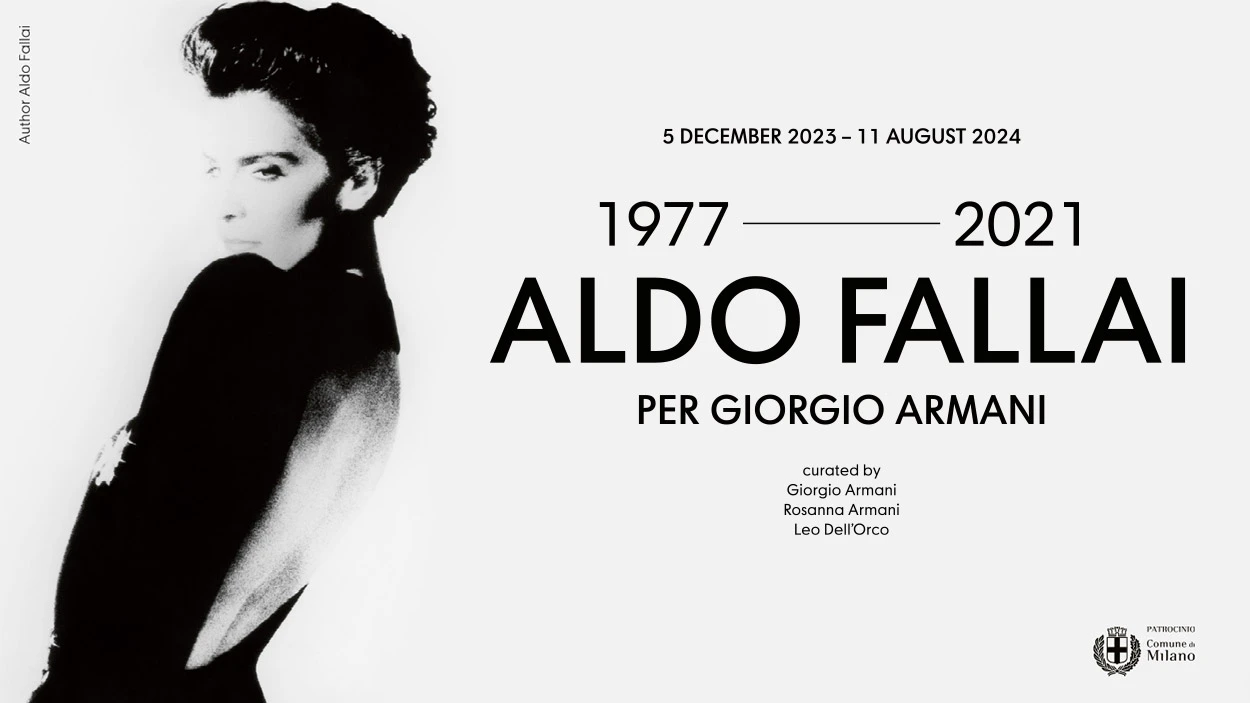 Author Aldo Fallai
5 DECEMBER 2023 – 11 AUGUST 2024
1977 — 2021
ALDO FALLAI
PER GIORGIO ARMANI
curated by
Giorgio Armani
Rosanna Armani
Leo Dell'Orco
PATROCINIO
Comune di
Milano